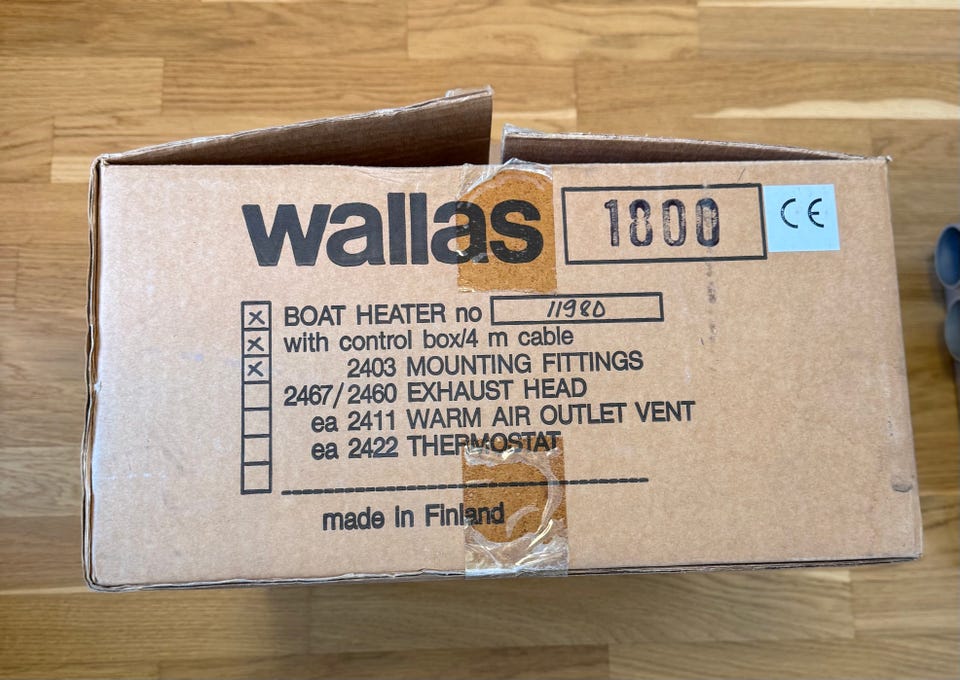 wallas
1800
CE
X BOAT HEATER no 11980
X with control box/4 m cable
X 2403 MOUNTING FITTINGS
2467/2460 EXHAUST HEAD
ea 2411 WARM AIR OUTLET VENT
ea 2422 THERMOSTAT
made in Finland